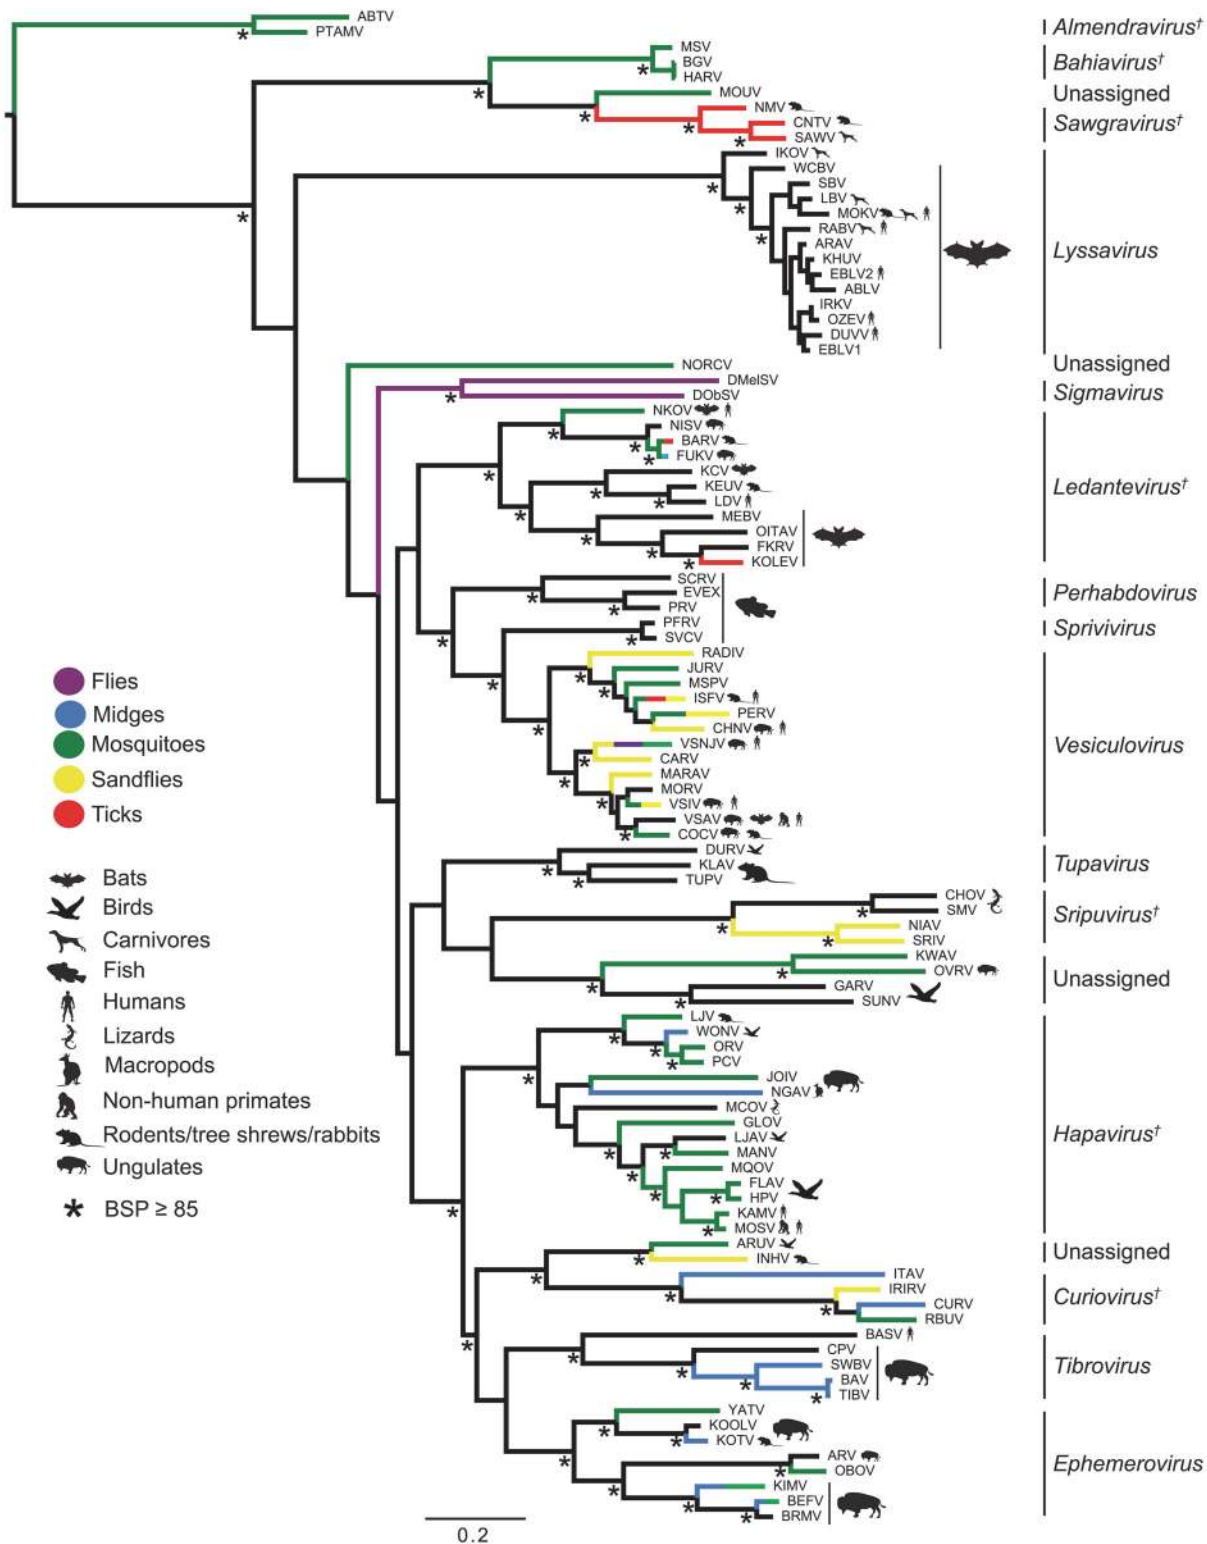 ABTV
PTAMV
Almendravirus†
MSV
BGV
HARV
Bahiavirus†
MOUV
Unassigned
NMV
CNTV
SAWV
Sawgravirus†
IKOV
WCBV
SBV
LBV
MOKV
RABV
ARAV
KHUV
EBLV2
ABLV
IRKV
OZEV
DUVV
EBLV1
Lyssavirus
NORCV
Unassigned
DMelSV
DObSV
Sigmavirus
NKOV
NISV
BARV
FUKV
KCV
KEUV
LDV
MEBV
OITAV
FKRV
KOLEV
Ledantevirus†
SCRV
EVEX
PRV
Perhabdovirus
PFRV
SVCV
Sprivivirus
RADIV
JURV
MSPV
ISFV
PERV
CHNV
VSNJV
CARV
MARAV
MORV
VSIV
VSAV
COCV
Vesiculovirus
DURV
KLAV
TUPV
Tupavirus
CHOV
SMV
NIAV
SRIV
Sripuvirus†
KWAV
OVRV
GARV
SUNV
Unassigned
LJV
WONV
ORV
PCV
JOIV
NGAV
MCOV
GLOV
LJAV
MANV
MQOV
FLAV
HPV
KAMV
MOSV
Hapavirus†
ARUV
INHV
Unassigned
ITAV
IRIRV
CURV
RBUV
Curiovirus†
BASV
CPV
SWBV
BAV
TIBV
Tibrovirus
YATV
KOOLV
KOTV
ARV
OBOV
KIMV
BEFV
BRMV
Ephemerovirus
Flies
Midges
Mosquitoes
Sandflies
Ticks
Bats
Birds
Carnivores
Fish
Humans
Lizards
Macropods
Non-human primates
Rodents/tree shrews/rabbits
Ungulates
* BSP ≥ 85
0.2